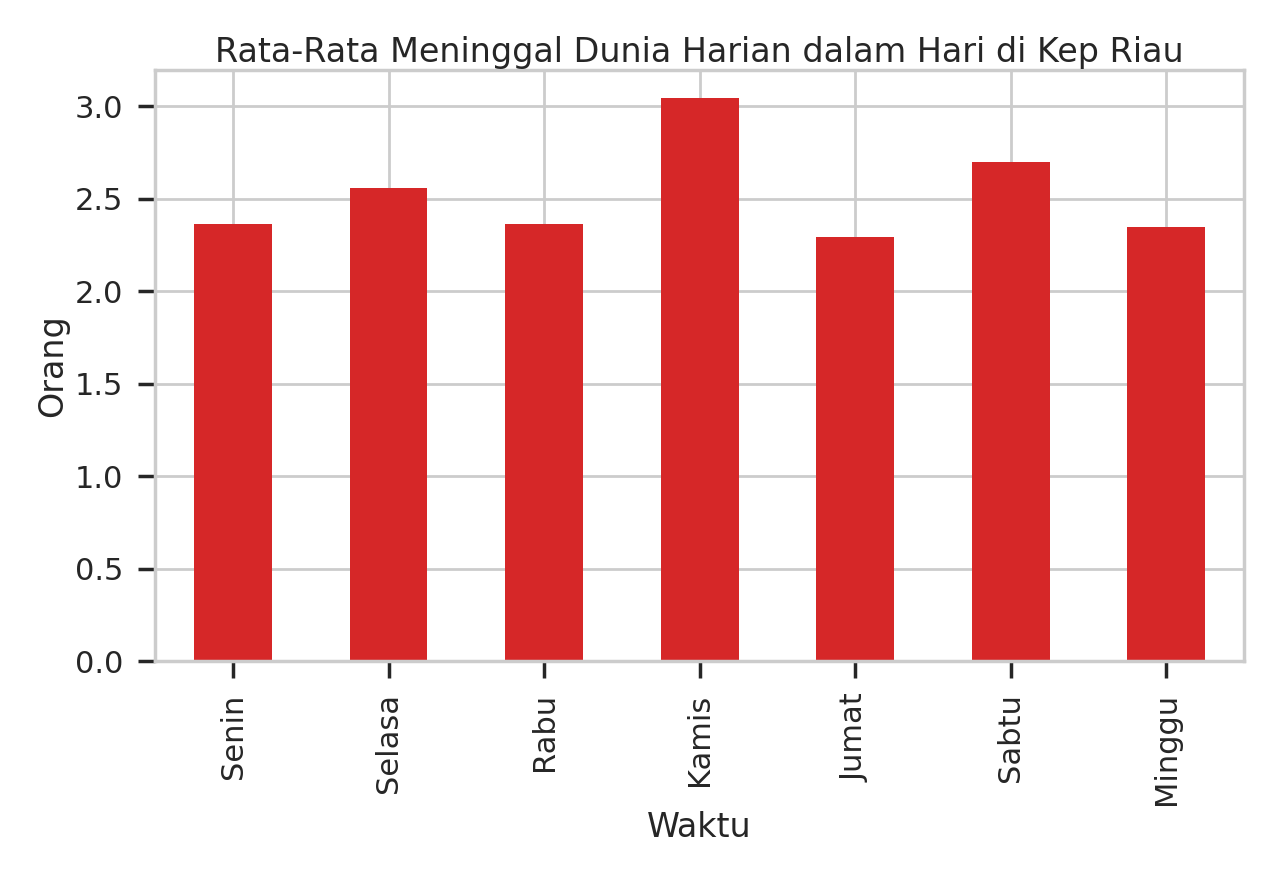 Rata-Rata Meninggal Dunia Harian dalam Hari di Kep Riau
3.0
2.5
2.0
1.5
1.0
0.5
0.0
Orang
Senin
Selasa
Rabu
Kamis
Jumat
Sabtu
Minggu
Waktu